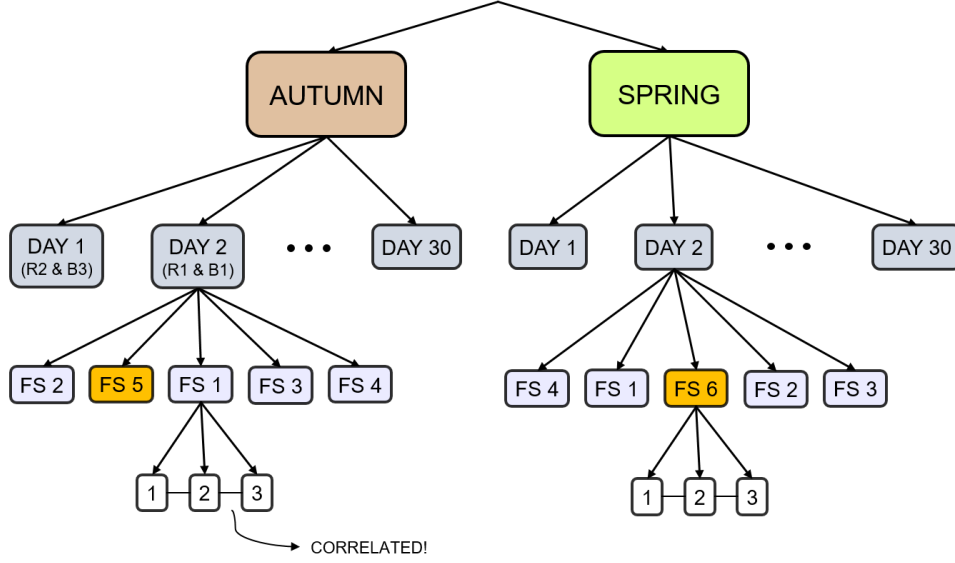 AUTUMN
SPRING
DAY 1
(R2 & B3)
DAY 2
(R1 & B1)
•••
DAY 30
DAY 1
DAY 2
•••
DAY 30
FS 2
FS 5
FS 1
FS 3
FS 4
FS 4
FS 1
FS 6
FS 2
FS 3
1
2
3
1
2
3
CORRELATED!